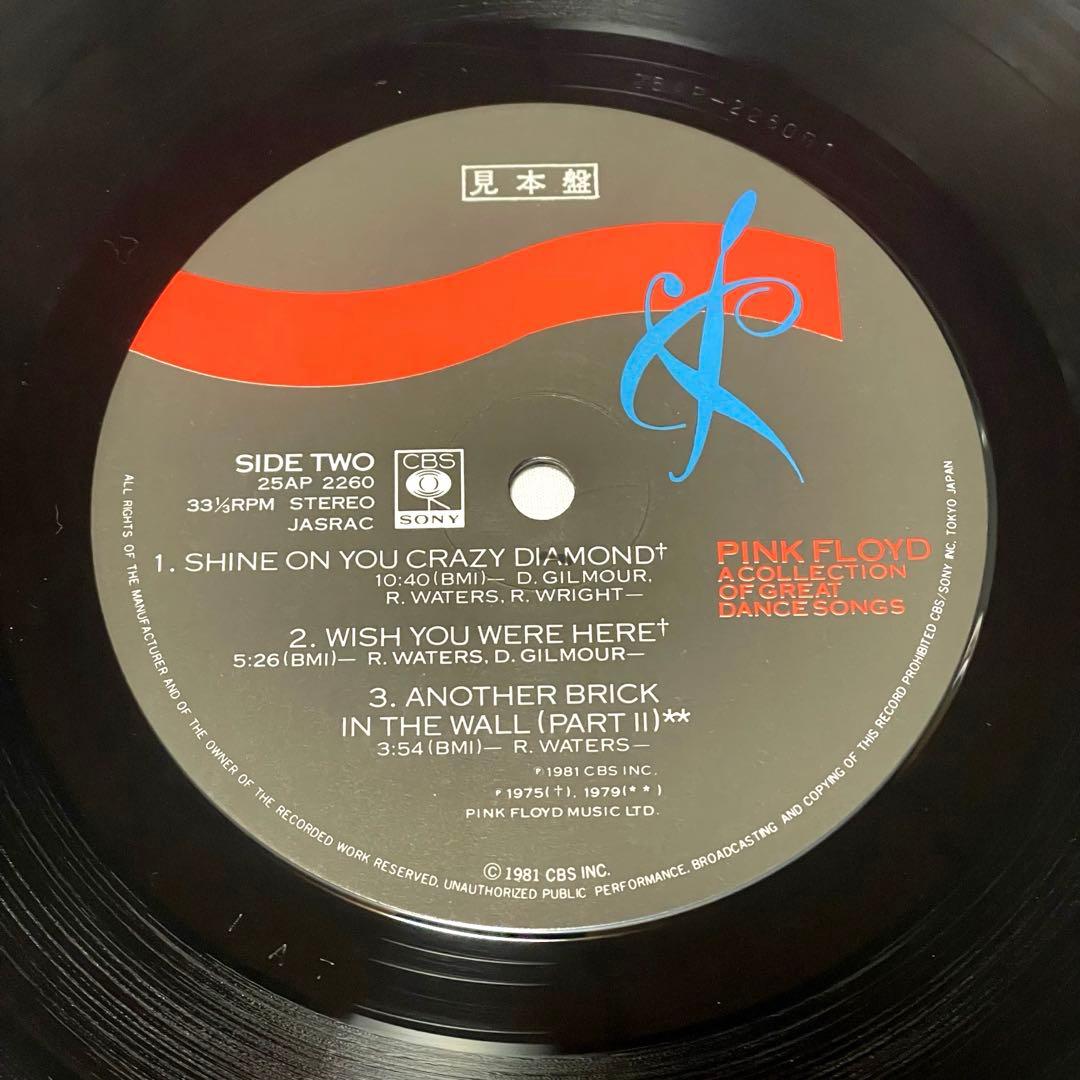 見本盤
SIDE TWO
25AP 2260
33⅓RPM STEREO
JASRAC
CBS
SONY
1. SHINE ON YOU CRAZY DIAMOND†
10:40(BMI)— D. GILMOUR,
R. WATERS, R. WRIGHT—
2. WISH YOU WERE HERE†
5:26(BMI)— R. WATERS, D. GILMOUR—
3. ANOTHER BRICK
IN THE WALL (PART II)**
3:54(BMI)— R. WATERS—
℗1981 CBS INC.
℗1975(†), 1979(**)
PINK FLOYD MUSIC LTD.
©1981 CBS INC.
PINK FLOYD
A COLLECTION
OF GREAT
DANCE SONGS
ALL RIGHTS OF THE MANUFACTURER AND OF THE OWNER OF THE RECORDED WORK RESERVED. UNAUTHORIZED PUBLIC PERFORMANCE, BROADCASTING AND COPYING OF THIS RECORD PROHIBITED CBS/SONY INC. TOKYO JAPAN